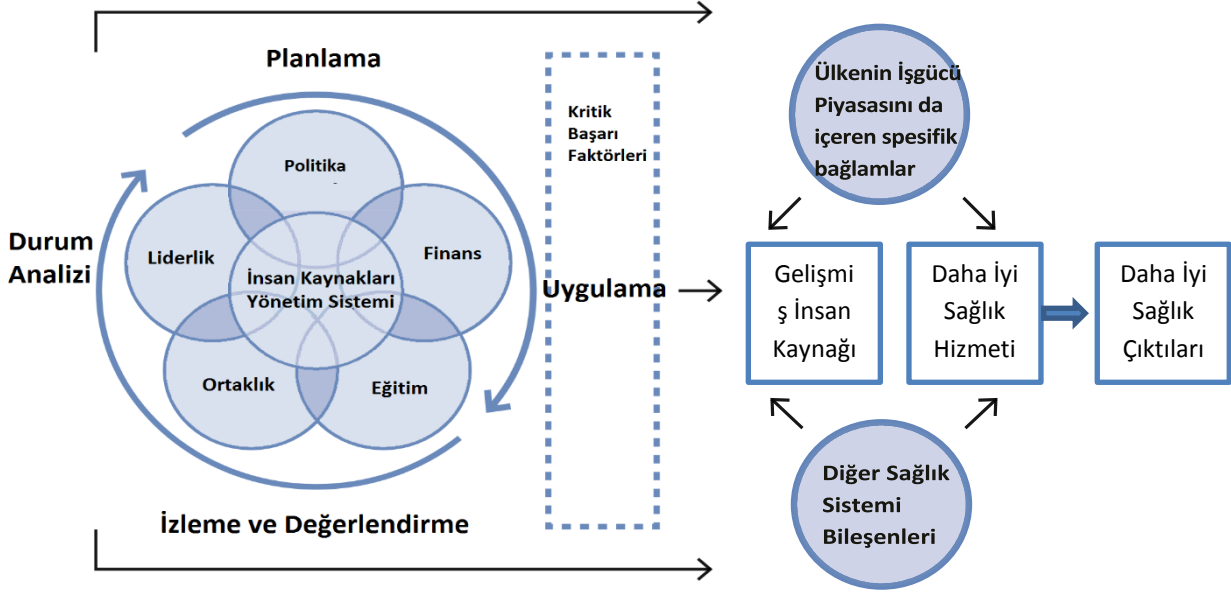 Planlama
Kritik
Başarı
Faktörleri
Ülkenin İşgücü
Piyasasını da
içeren spesifik
bağlamlar
Politika
Liderlik
Finans
Durum
Analizi
İnsan Kaynakları
Yönetim Sistemi
Uygulama
Gelişmi
ş İnsan
Kaynağı
Daha İyi
Sağlık
Hizmeti
Daha İyi
Sağlık
Çıktıları
Ortaklık
Eğitim
İzleme ve Değerlendirme
Diğer Sağlık
Sistemi
Bileşenleri